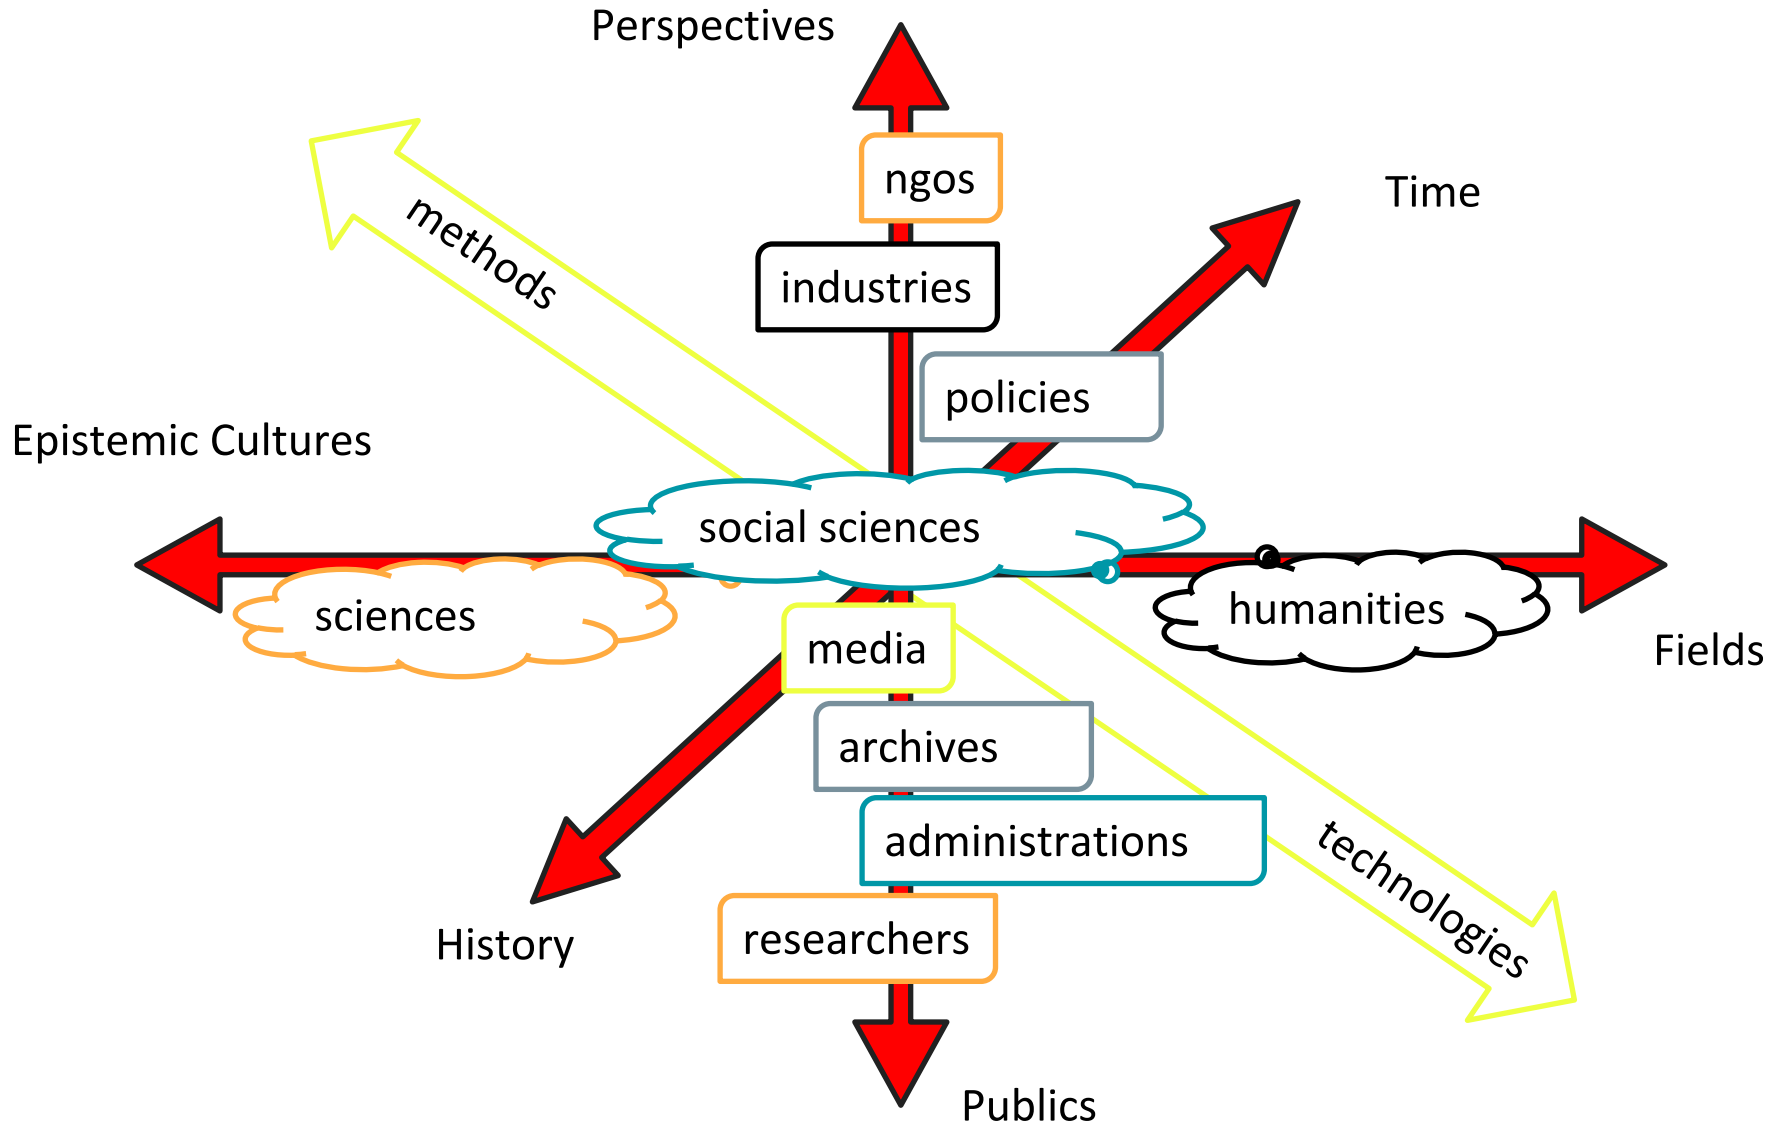 Perspectives
ngos
Time
methods
industries
policies
Epistemic Cultures
social sciences
sciences
humanities
media
Fields
archives
administrations
technologies
researchers
History
Publics